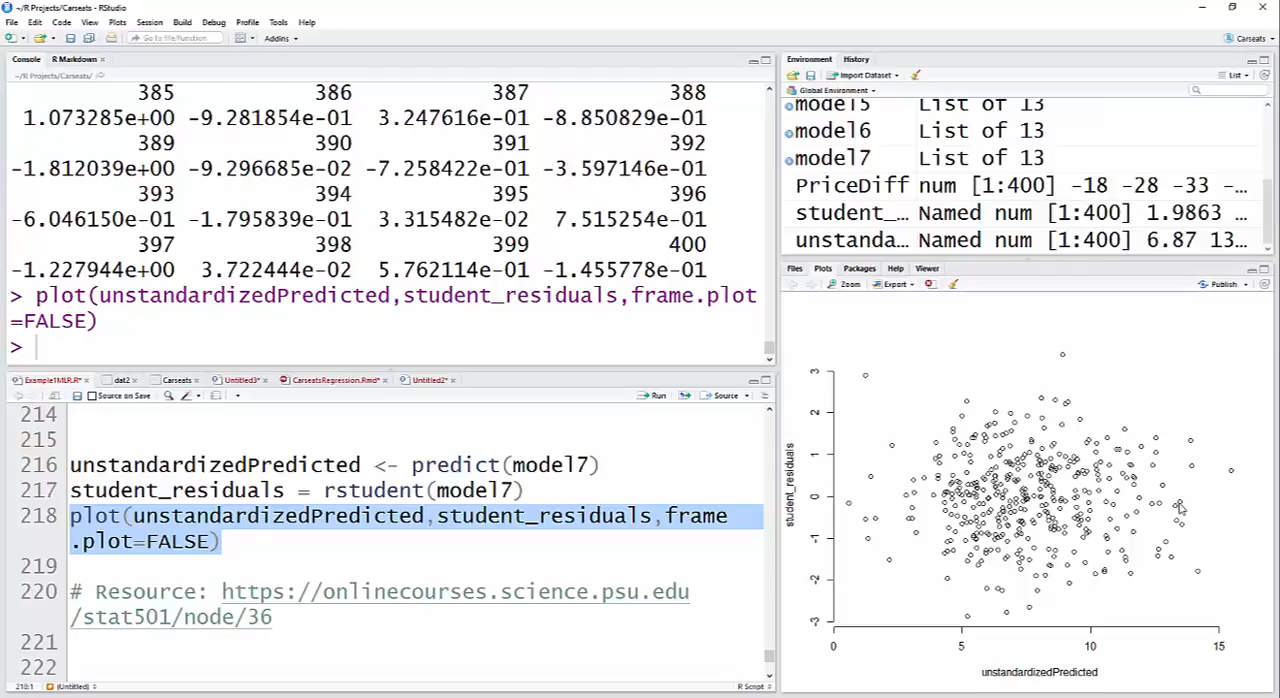 ~/R Projects/Carseats - RStudio
File Edit Code View Plots Session Build Debug Profile Tools Help
Go to file/function Addins Carseats
Console R Markdown ×
~/R Projects/Carseats/
385 386 387 388
1.073285e+00 -9.281854e-01 3.247616e-01 -8.850829e-01
389 390 391 392
-1.812039e+00 -9.296685e-02 -7.258422e-01 -3.597146e-01
393 394 395 396
-6.046150e-01 -1.795839e-01 3.315482e-02 7.515254e-01
397 398 399 400
-1.227944e+00 3.722444e-02 5.762114e-01 -1.455778e-01
> plot(unstandardizedPredicted,student_residuals,frame.plot
=FALSE)
>
Example1MLR.R* × dat2 × Carseats × Untitled3* × CarseatsRegression.Rmd* × Untitled2* ×
Source on Save Run Source
214
215
216 unstandardizedPredicted <- predict(model7)
217 student_residuals = rstudent(model7)
218 plot(unstandardizedPredicted,student_residuals,frame
.plot=FALSE)
219
220 # Resource: https://onlinecourses.science.psu.edu
/stat501/node/36
221
222
218:1 (Untitled) R Script
Environment History
Import Dataset List
Global Environment
model5 List of 13
model6 List of 13
model7 List of 13
PriceDiff num [1:400] -18 -28 -33 -...
student_... Named num [1:400] 1.9863 ...
unstanda... Named num [1:400] 6.87 13...
Files Plots Packages Help Viewer
Zoom Export Publish
3
2
1
0
-1
-2
-3
student_residuals
0 5 10 15
unstandardizedPredicted